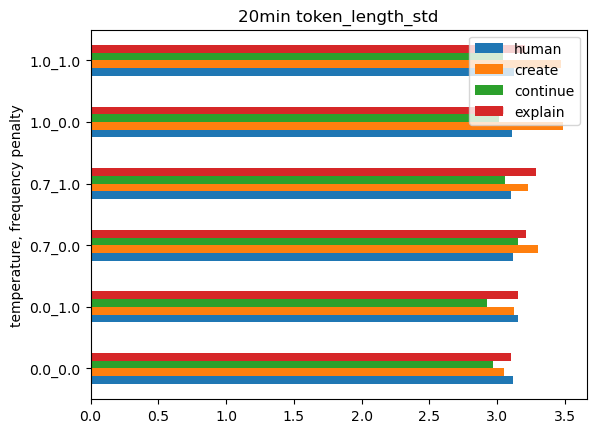 20min token_length_std
human
create
continue
explain
temperature, frequency penalty
1.0_1.0
1.0_0.0
0.7_1.0
0.7_0.0
0.0_1.0
0.0_0.0
0.0 0.5 1.0 1.5 2.0 2.5 3.0 3.5